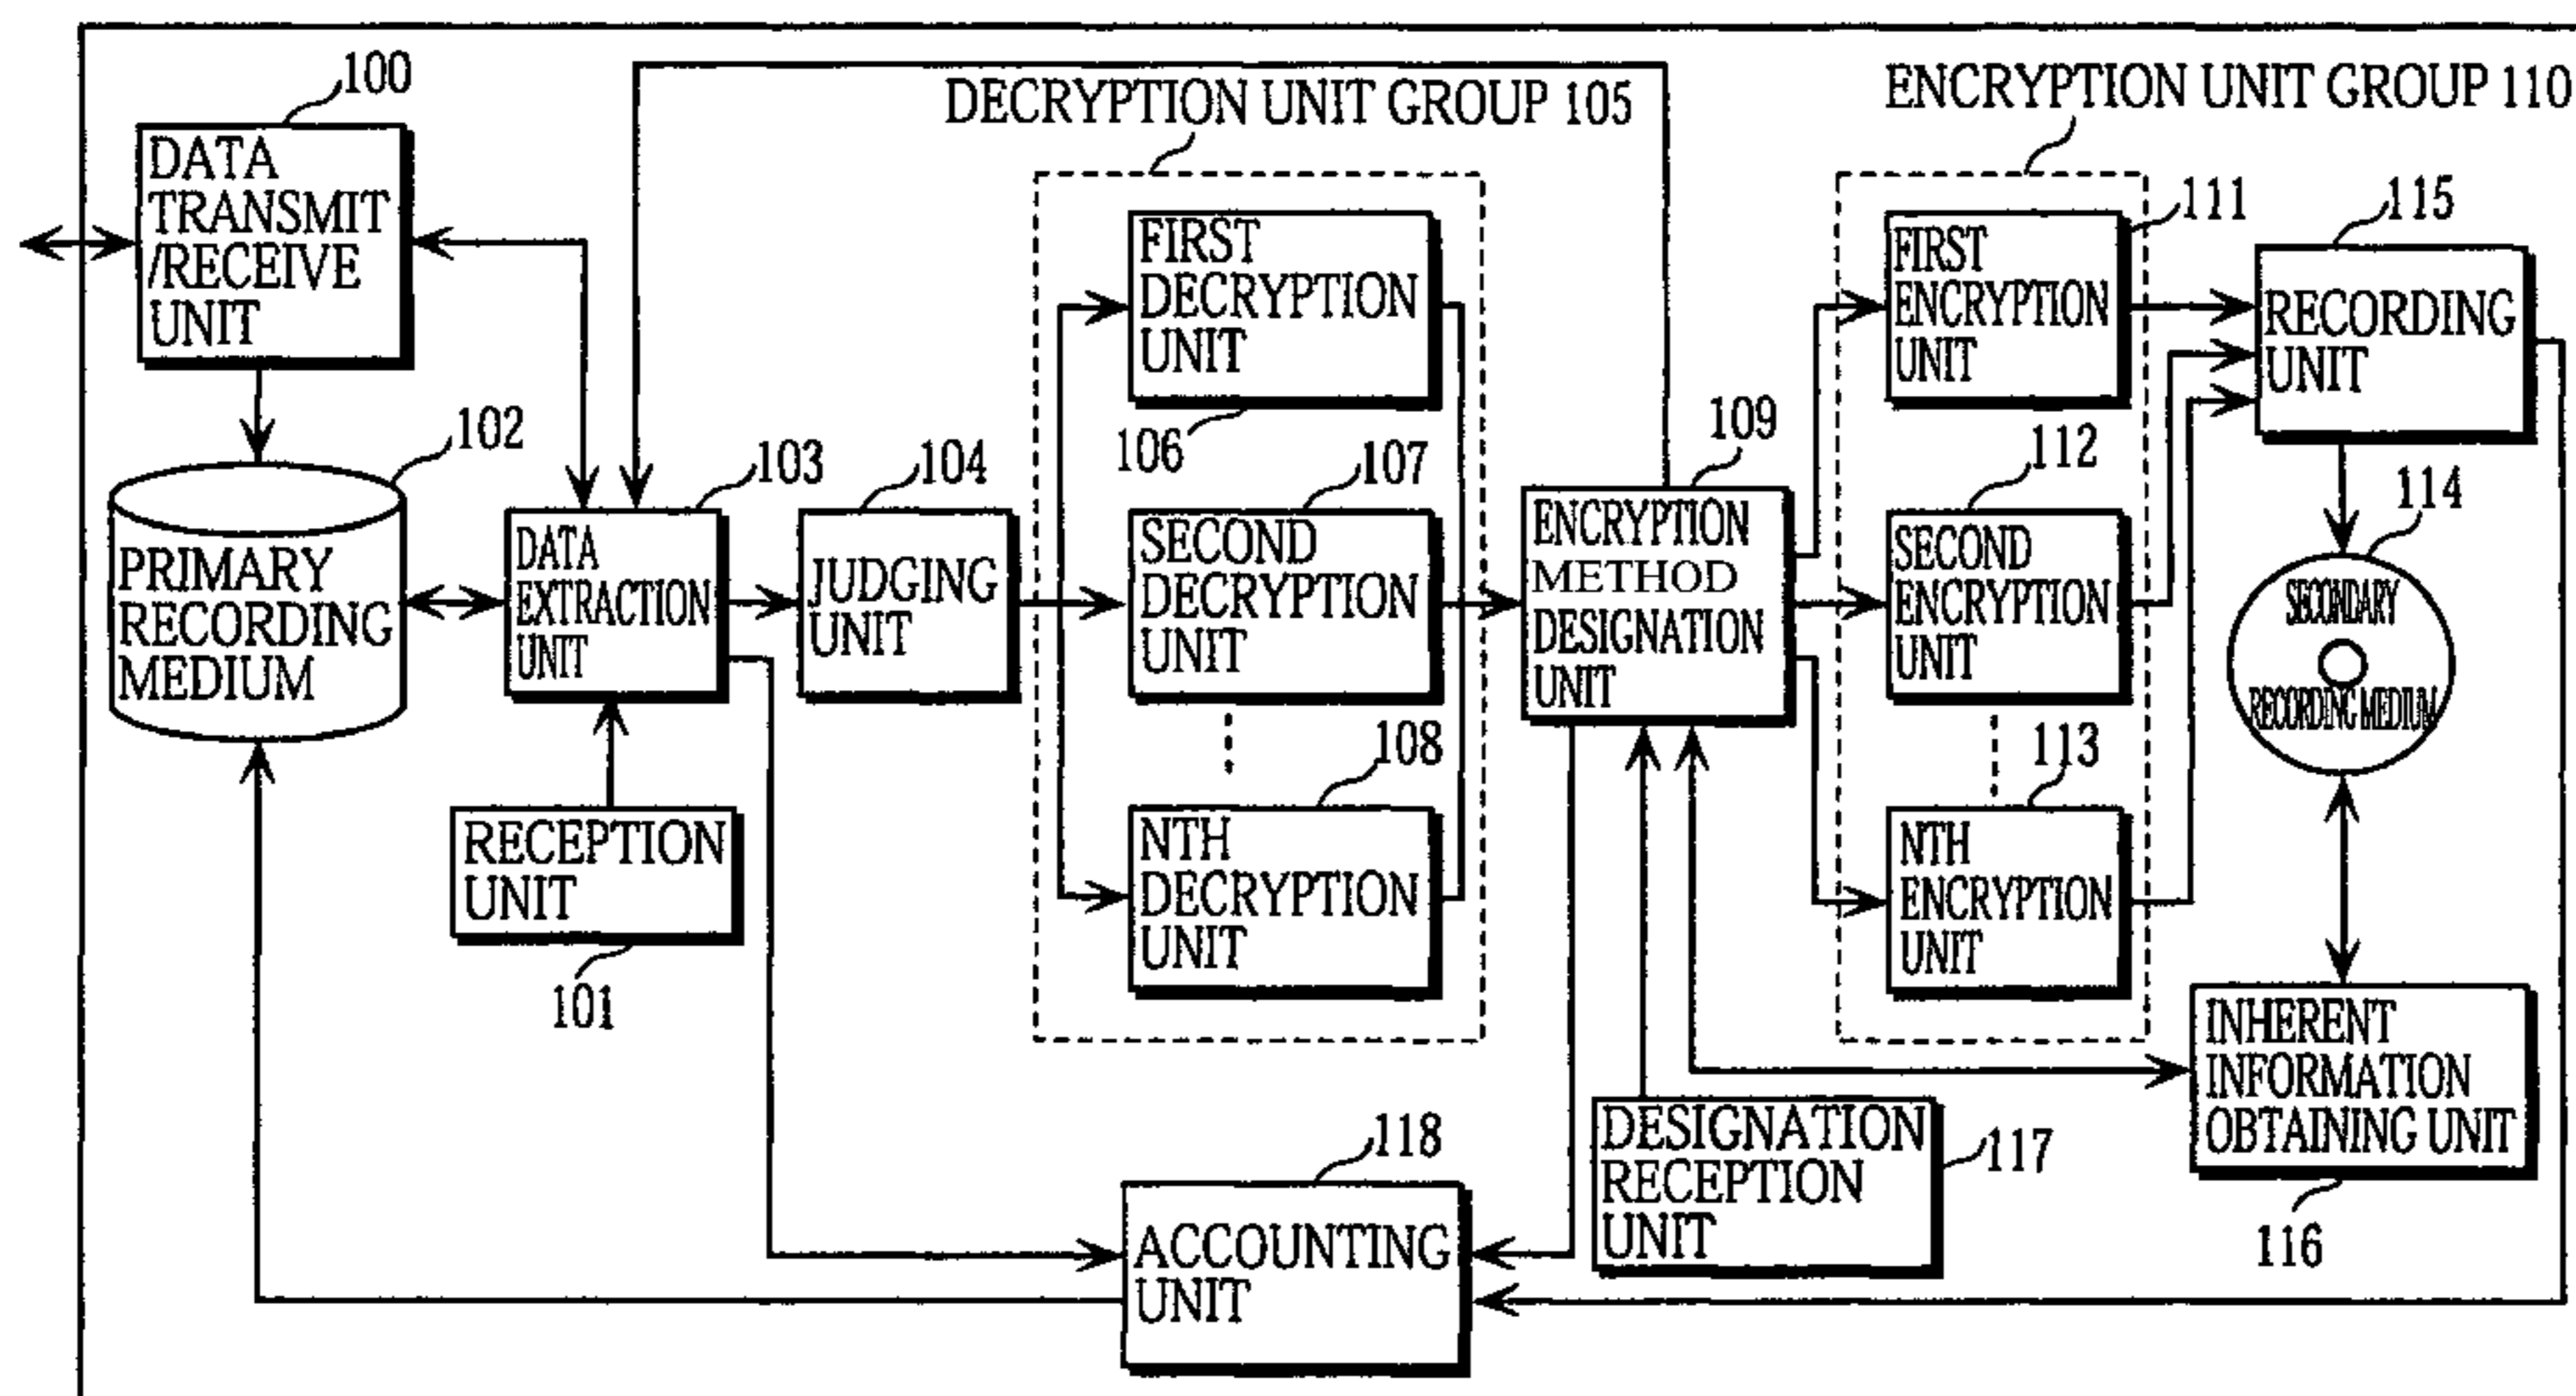 100
DECRYPTION UNIT GROUP 105
ENCRYPTION UNIT GROUP 110
DATA
TRANSMIT
/RECEIVE
UNIT
102
PRIMARY
RECORDING
MEDIUM
103
DATA
EXTRACTION
UNIT
RECEPTION
UNIT
101
104
JUDGING
UNIT
FIRST
DECRYPTION
UNIT
106
107
SECOND
DECRYPTION
UNIT
108
NTH
DECRYPTION
UNIT
109
ENCRYPTION
METHOD
DESIGNATION
UNIT
111
FIRST
ENCRYPTION
UNIT
112
SECOND
ENCRYPTION
UNIT
113
NTH
ENCRYPTION
UNIT
115
RECORDING
UNIT
114
SECONDARY
RECORDING MEDIUM
INHERENT
INFORMATION
OBTAINING UNIT
116
DESIGNATION
RECEPTION
UNIT
117
118
ACCOUNTING
UNIT